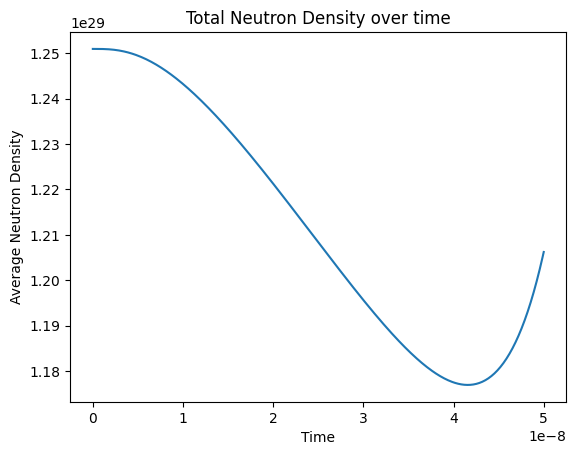 Total Neutron Density over time
1e29
1.25
1.24
1.23
1.22
1.21
1.20
1.19
1.18
Average Neutron Density
0 1 2 3 4 5
1e−8
Time